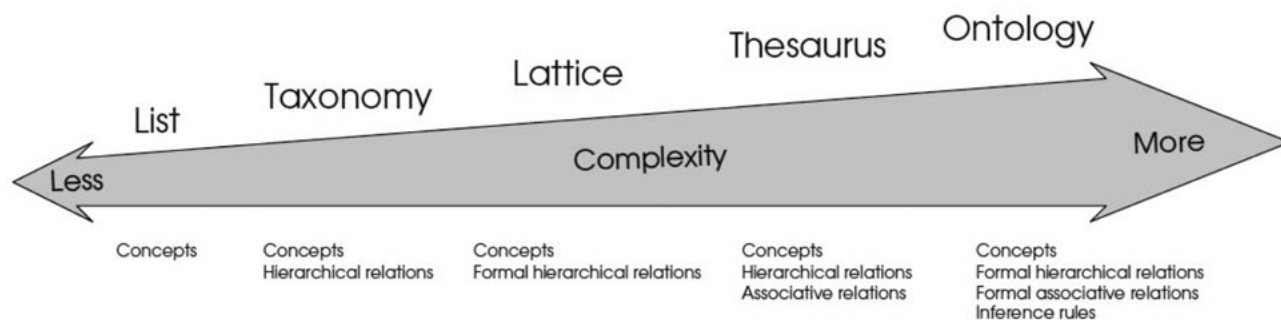 List
Taxonomy
Lattice
Thesaurus
Ontology
Less
Complexity
More
Concepts
Concepts
Hierarchical relations
Concepts
Formal hierarchical relations
Concepts
Hierarchical relations
Associative relations
Concepts
Formal hierarchical relations
Formal associative relations
Inference rules